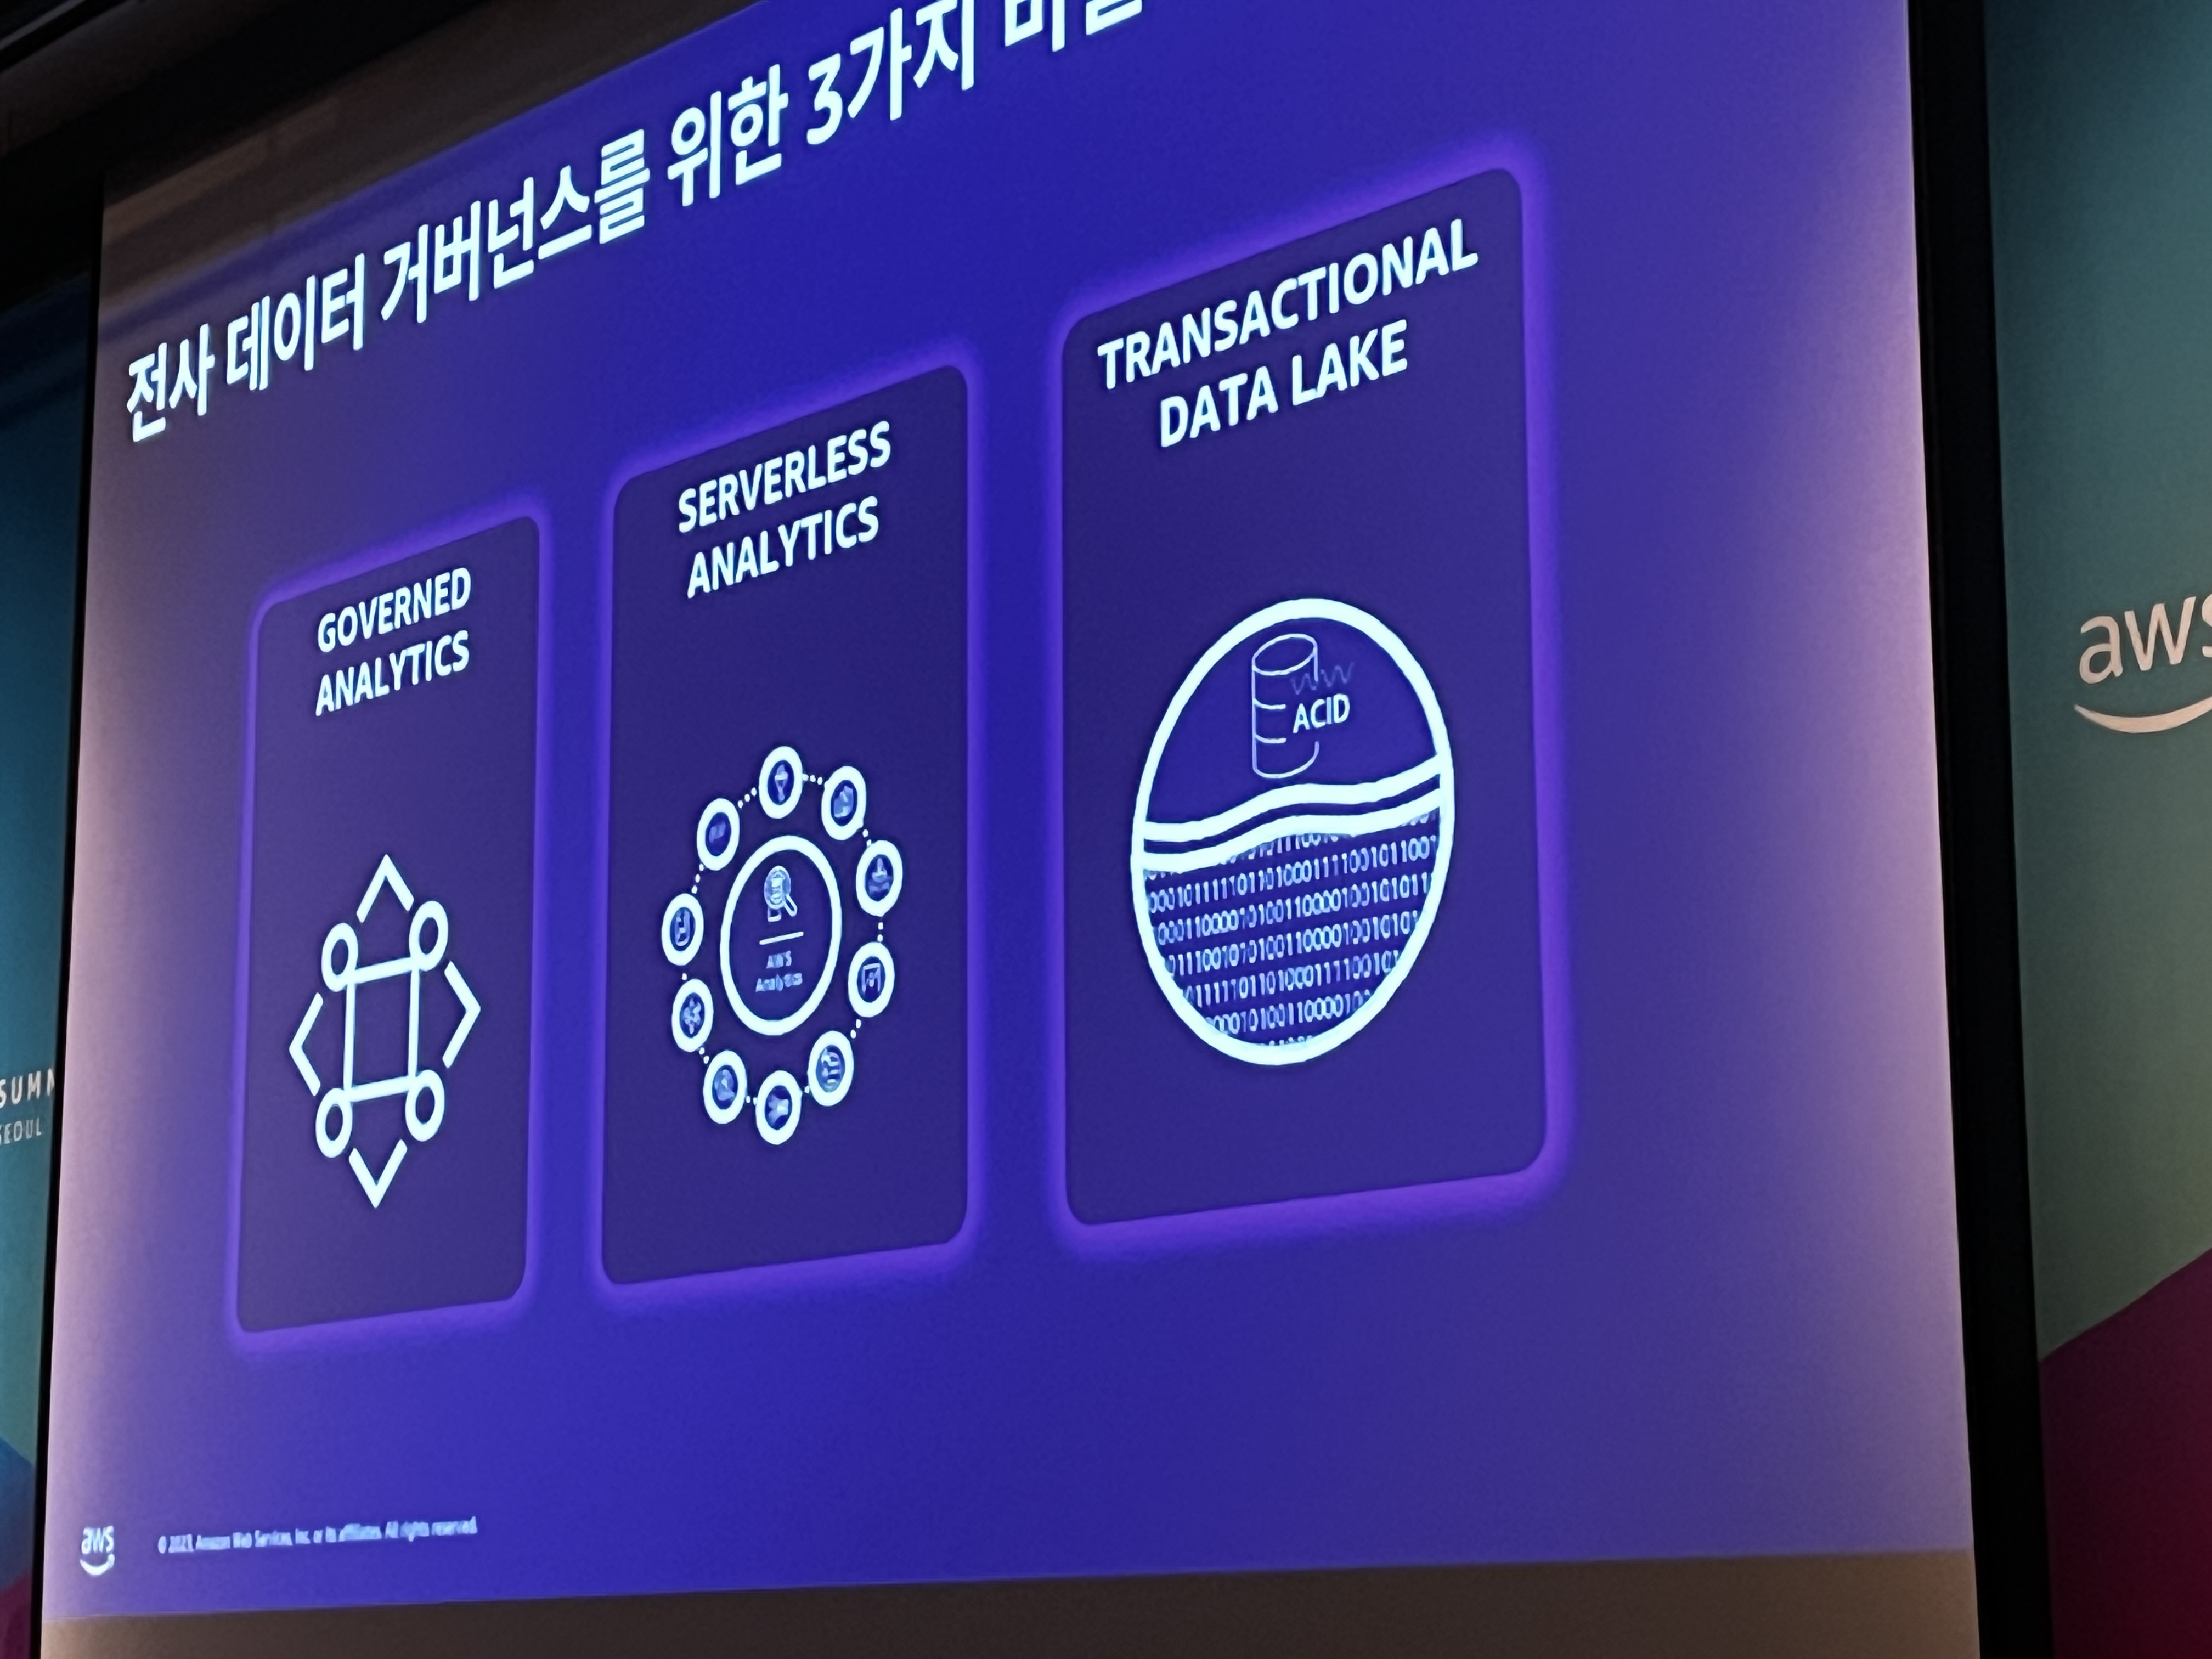 전사 데이터 거버넌스를 위한 3가지
GOVERNED
ANALYTICS
SERVERLESS
ANALYTICS
AWS
Analytics
TRANSACTIONAL
DATA LAKE
ACID
aws
SEOUL
aws
© 2023, Amazon Web Services, Inc. or its affiliates. All rights reserved.